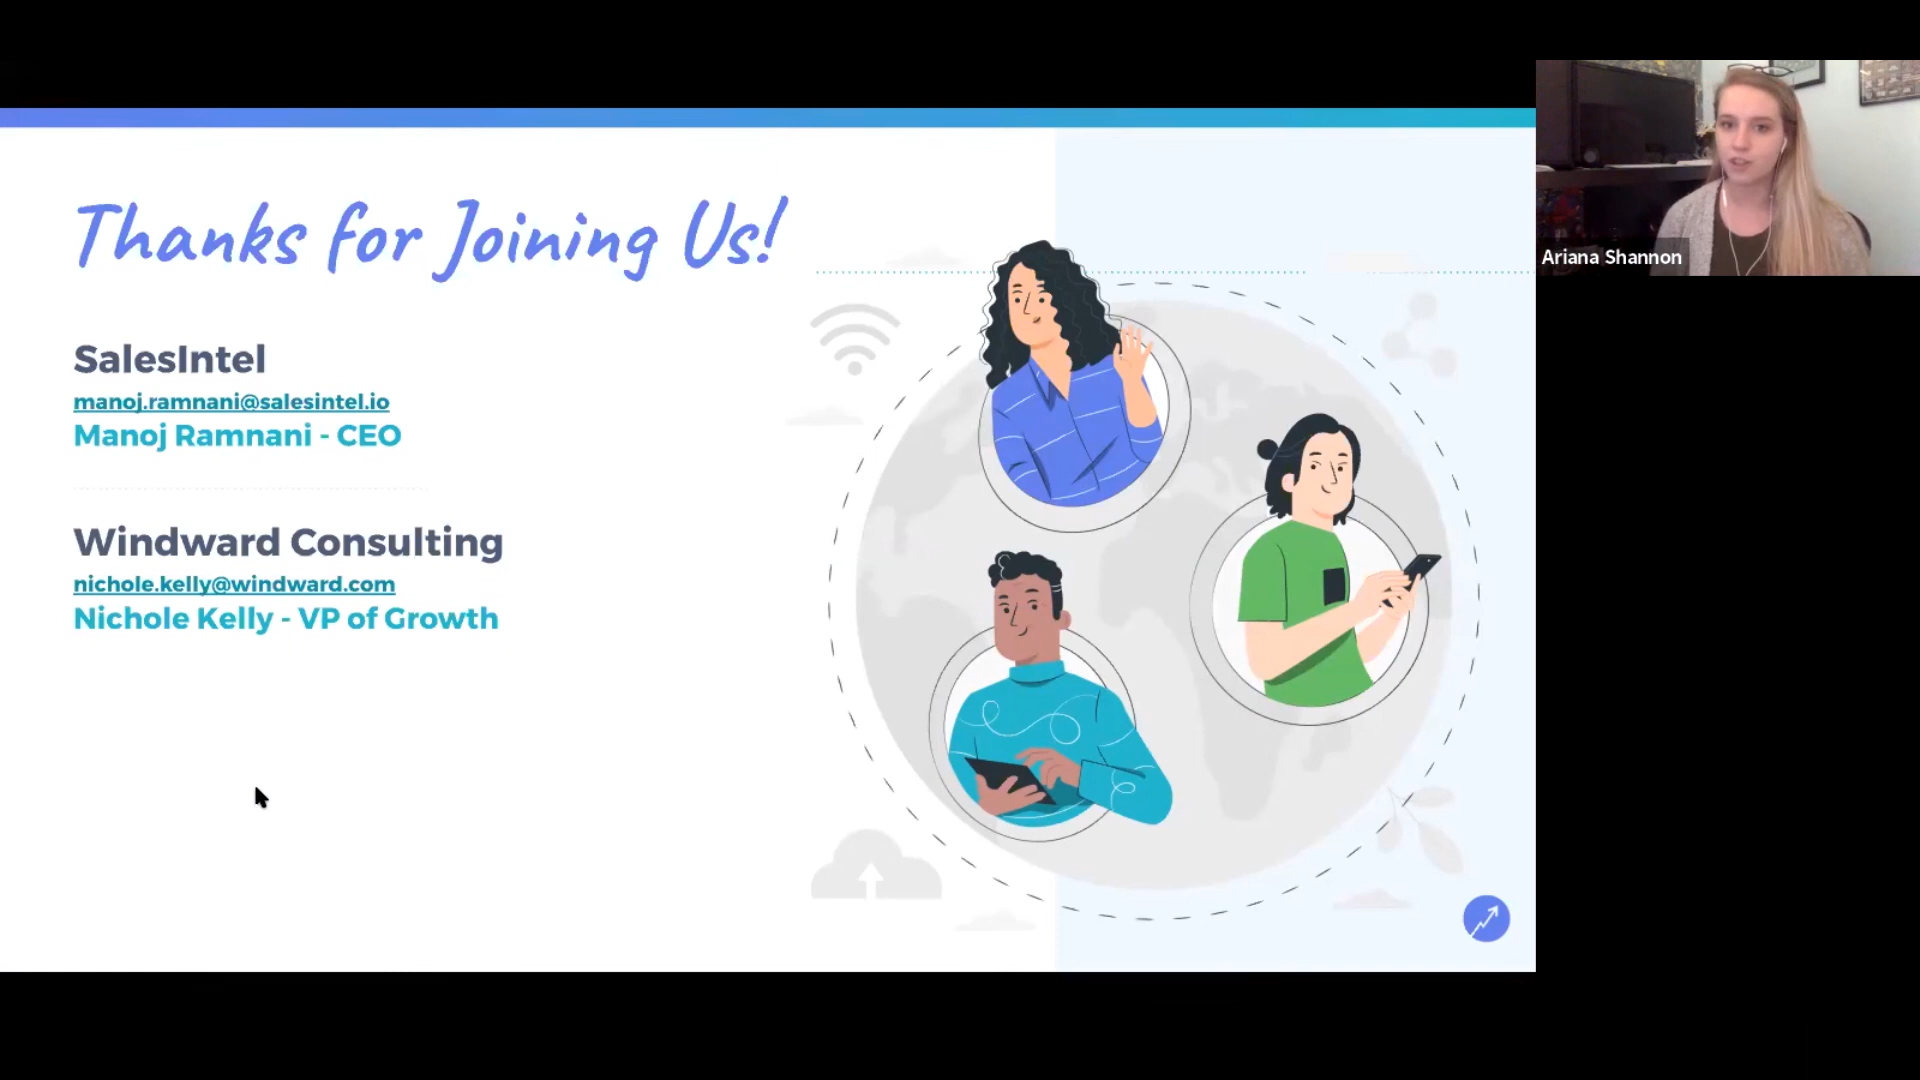 Thanks for Joining Us!
SalesIntel
manoj.ramnani@salesintel.io
Manoj Ramnani - CEO
Windward Consulting
nichole.kelly@windward.com
Nichole Kelly - VP of Growth
Ariana Shannon